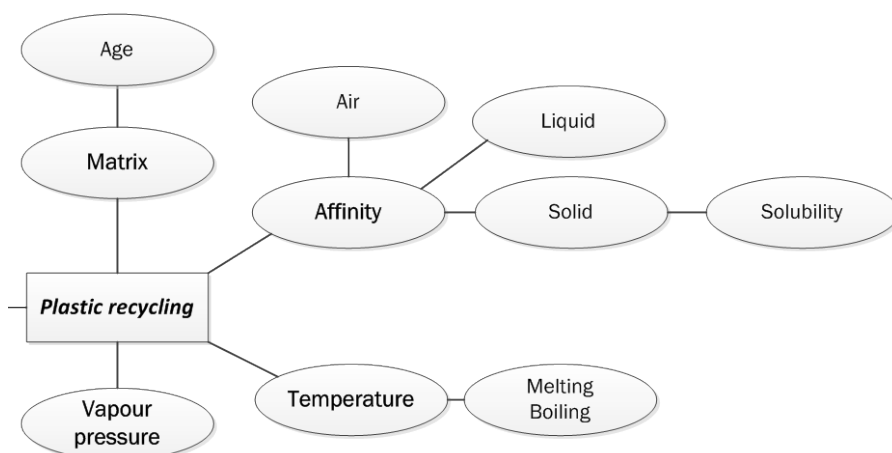 Age
Air
Liquid
Matrix
Affinity
Solid
Solubility
Plastic recycling
Temperature
Melting
Boiling
Vapour
pressure